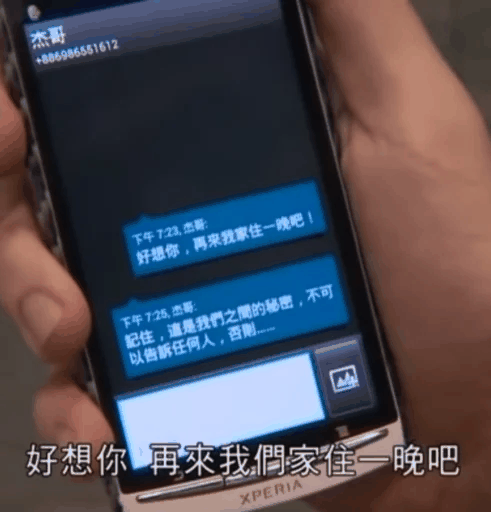 杰哥
+886986551612
下午 7:23, 杰哥:
好想你，再來我家住一晚吧！
下午 7:25, 杰哥:
記住，這是我們之間的秘密，不可
以告訴任何人，否則……
XPERIA
好想你 再來我們家住一晚吧